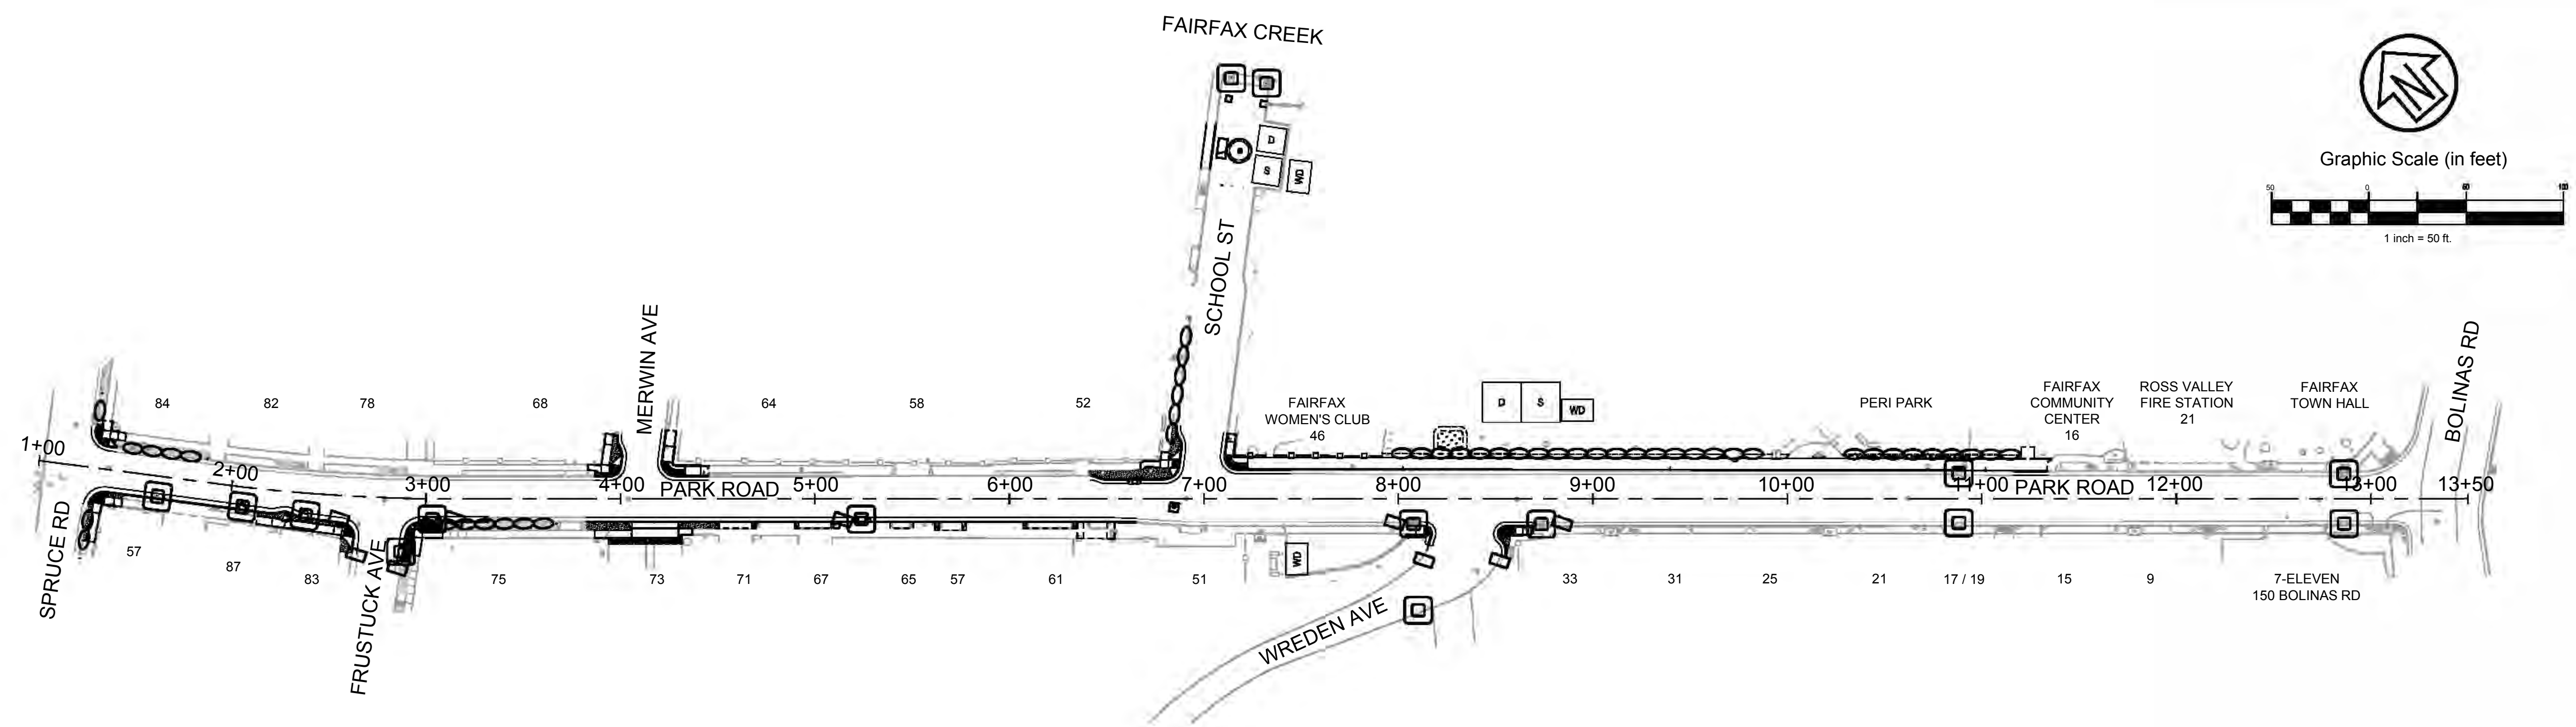 FAIRFAX CREEK
N
Graphic Scale (in feet)
50 0 50 100
1 inch = 50 ft.
D
S
WD
SCHOOL ST
MERWIN AVE
BOLINAS RD
84 82 78 68 64 58 52
FAIRFAX
WOMEN'S CLUB
46
D S WD
PERI PARK
FAIRFAX
COMMUNITY
CENTER
16
ROSS VALLEY
FIRE STATION
21
FAIRFAX
TOWN HALL
1+00 2+00 3+00 4+00 PARK ROAD 5+00 6+00 7+00 8+00 9+00 10+00 11+00 PARK ROAD 12+00 13+00 13+50
SPRUCE RD
FRUSTUCK AVE
WD
WREDEN AVE
57 87 83 75 73 71 67 65 57 61 51 33 31 25 21 17 / 19 15 9
7-ELEVEN
150 BOLINAS RD